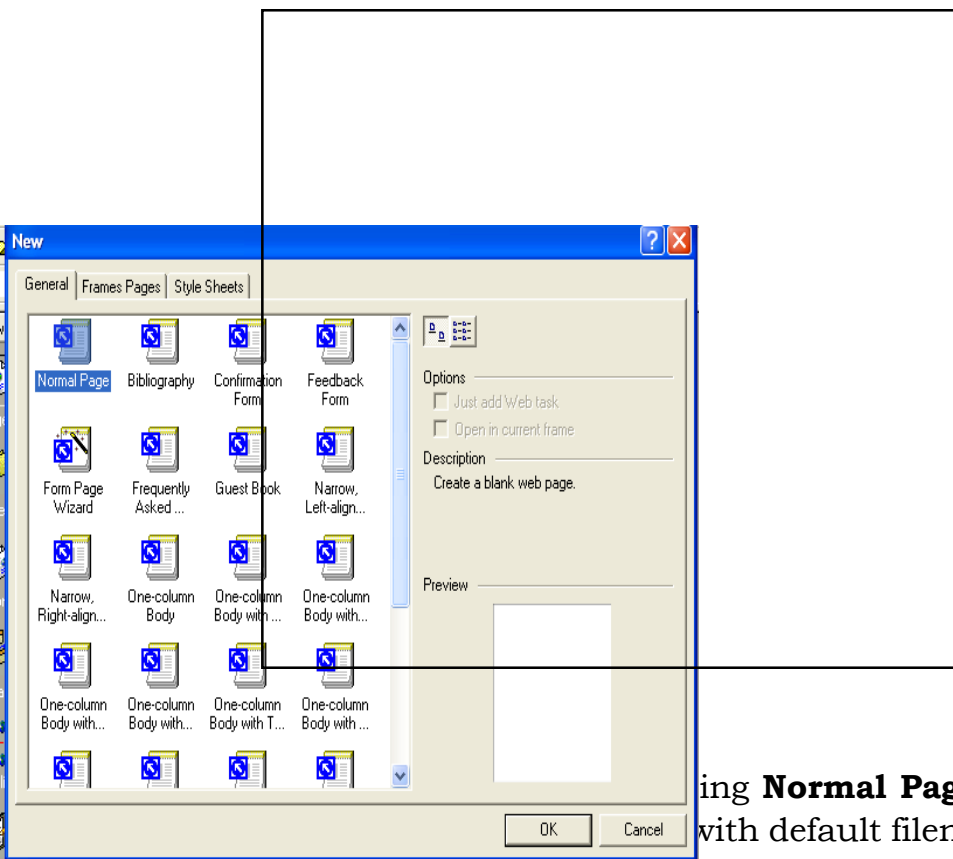 New
General Frames Pages Style Sheets
Normal Page Bibliography Confirmation Form Feedback Form
Form Page Wizard Frequently Asked ... Guest Book Narrow, Left-align...
Narrow, Right-align... One-column Body One-column Body with ... One-column Body with...
One-column Body with... One-column Body with... One-column Body with T... One-column Body with ...
Options
Just add Web task
Open in current frame
Description
Create a blank web page.
Preview
OK Cancel
ing Normal Pag
with default filen